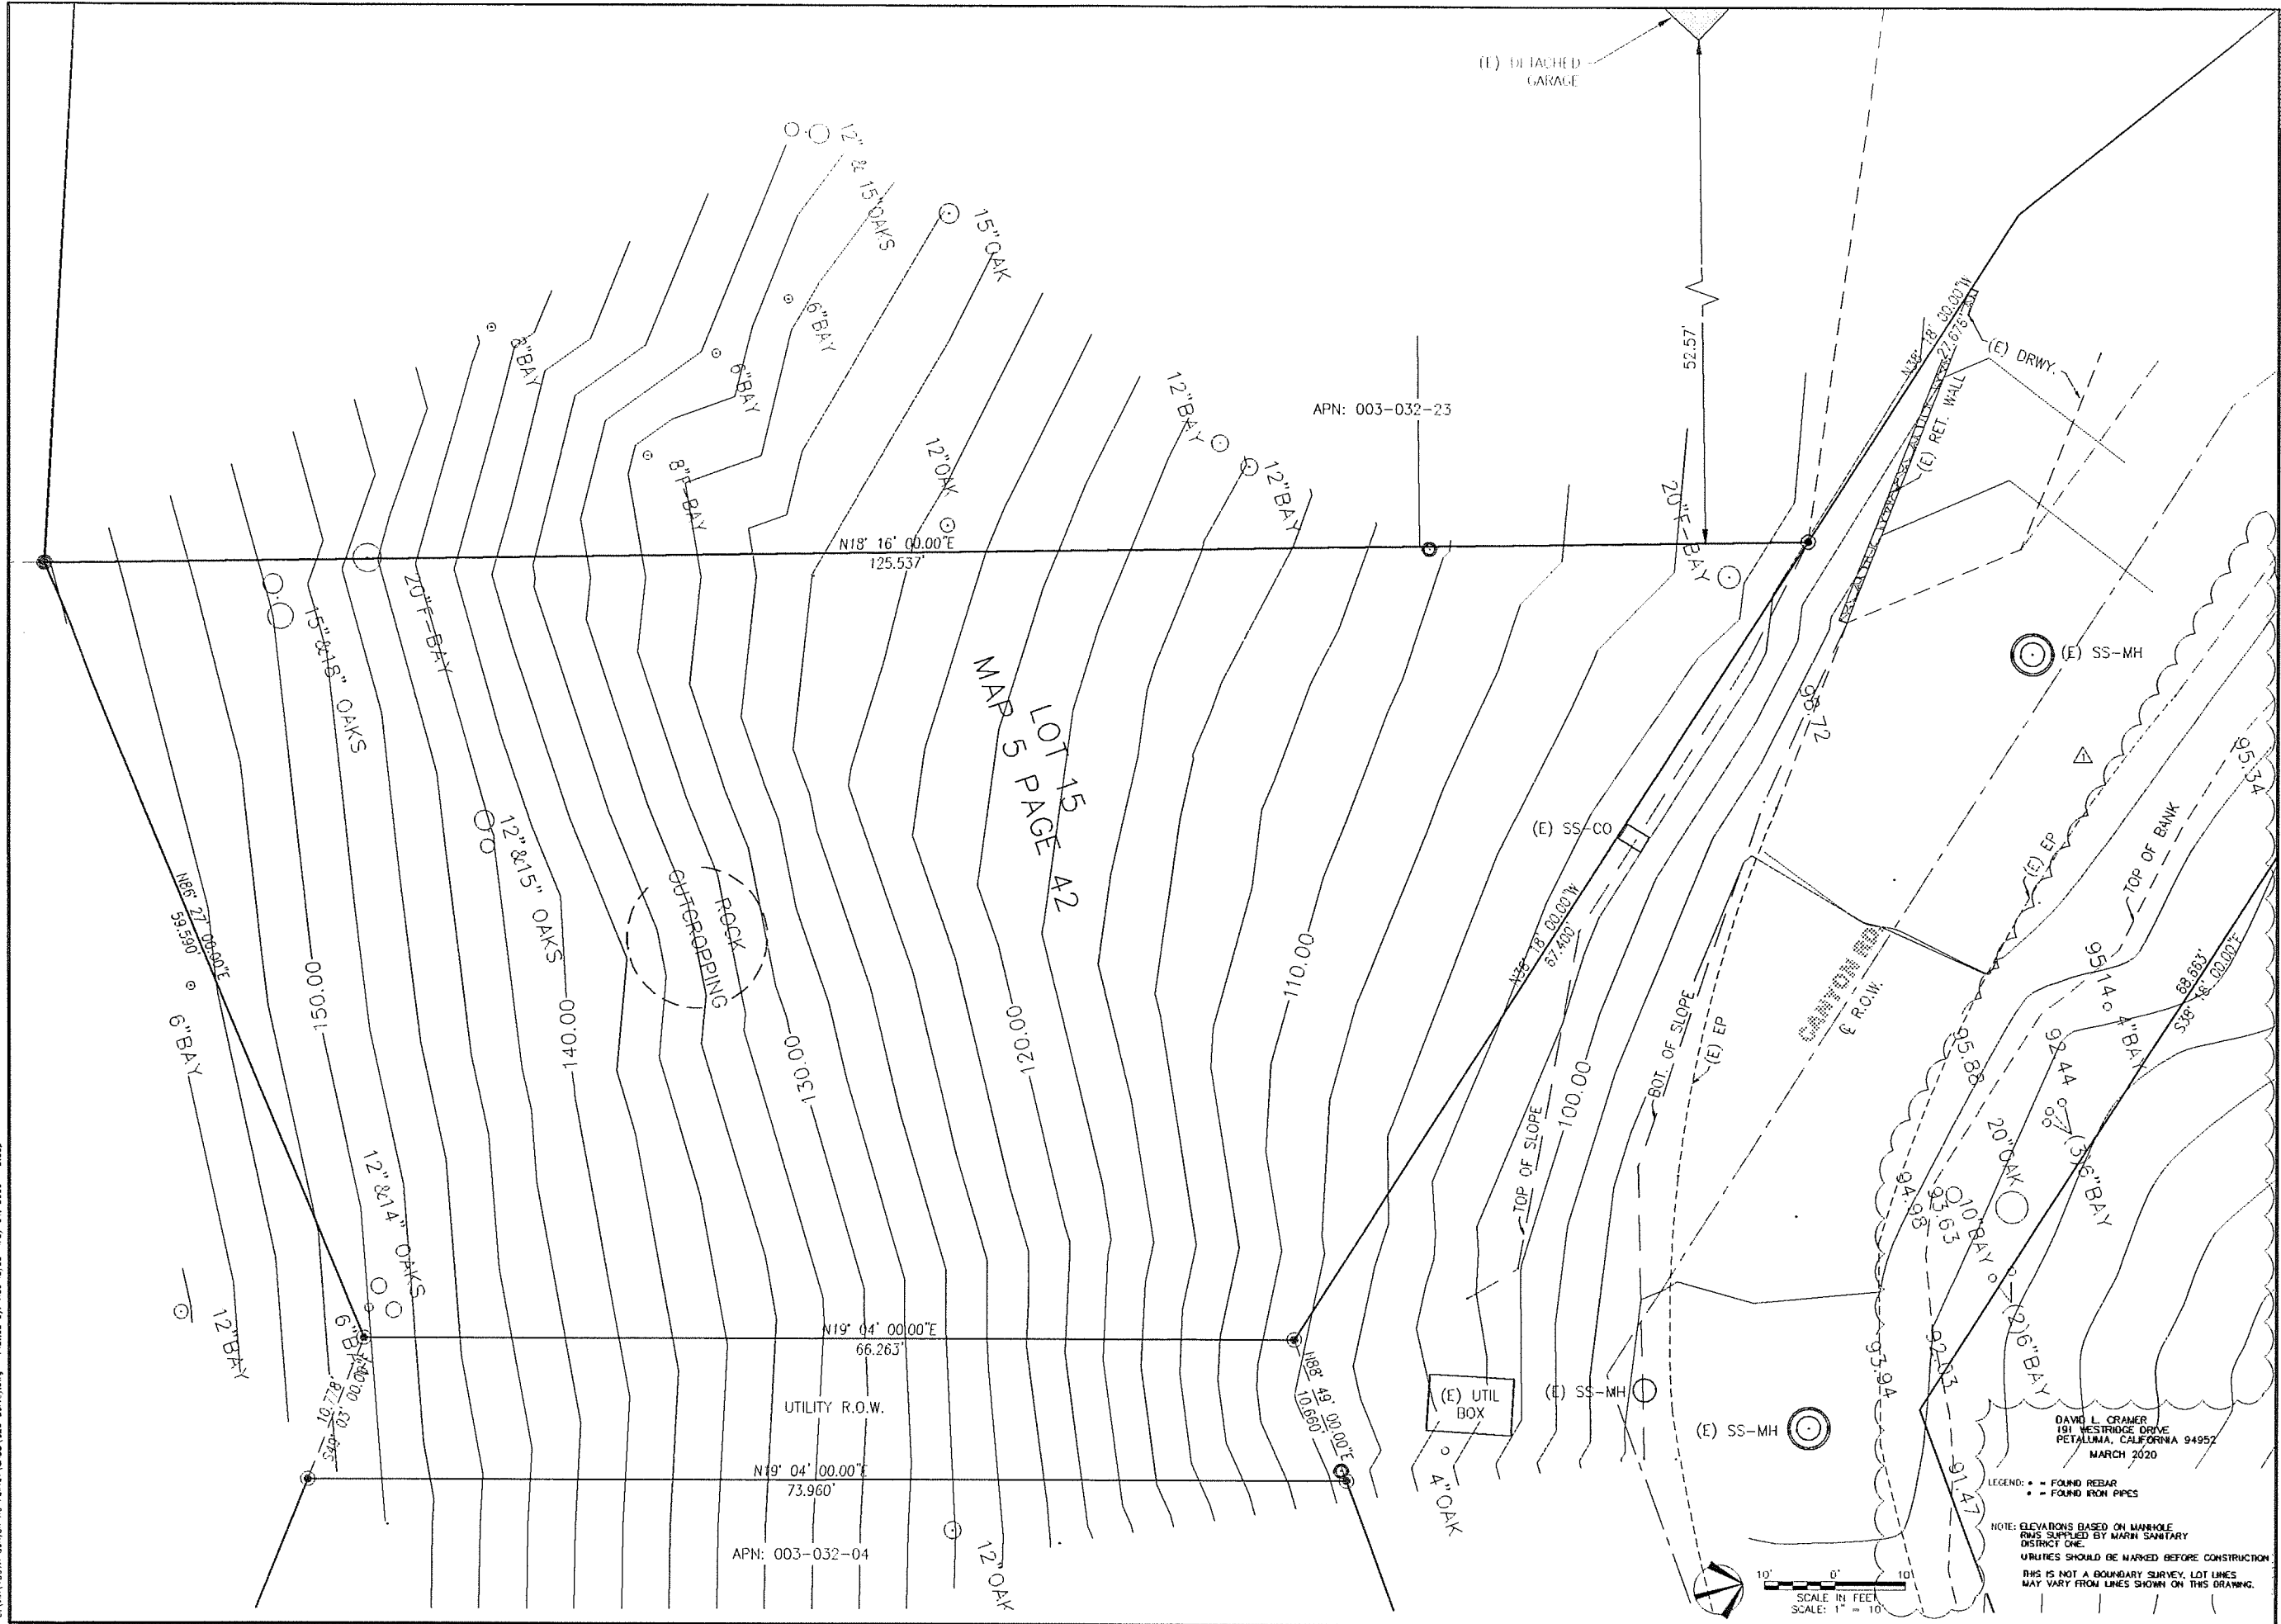 (E) DETACHED
GARAGE
12" & 15" OAKS
15" OAK
6"BAY
8"BAY
6"BAY
52.57'
N38° 18' 00.00"W
27.676'
(E) DRWY.
(E) RET. WALL
APN: 003-032-23
12"BAY
12"BAY
12"OAK
8"F-BAY
20"F-BAY
N18° 16' 00.00"E
125.537'
15"&18" OAKS
20"F-BAY
(E) SS-MH
98.72
LOT 15
MAP 5 PAGE 42
95.34
(E) SS-CO
TOP OF BANK
(E) EP
12"&15" OAKS
ROCK
OUTCROPPING
N86° 27' 00.00"E
59.590'
N38° 18' 00.00"W
67.400'
CANYON RD.
℄ R.O.W.
95.14
4"BAY
68.663'
S38° 18' 00.00"E
6"BAY
150.00
140.00
130.00
120.00
110.00
100.00
TOP OF SLOPE
BOT. OF SLOPE
(E) EP
95.88
92.44
(3)6"BAY
20"OAK
10"BAY
94.98
93.63
12"&14" OAKS
12"BAY
6"BAY
N19° 04' 00.00"E
66.263'
UTILITY R.O.W.
10.778'
S49° 03' 00.00"
N88° 49' 00.00"E
10.660'
(E) UTIL
BOX
(E) SS-MH
(E) SS-MH
93.94
92.03
(2)6"BAY
91.47
N19° 04' 00.00"E
73.960'
4"OAK
APN: 003-032-04
12"OAK
DAVID L. CRAMER
191 WESTRIDGE DRIVE
PETALUMA, CALIFORNIA 94952
MARCH 2020
LEGEND: • = FOUND REBAR
• = FOUND IRON PIPES
NOTE: ELEVATIONS BASED ON MANHOLE
RIMS SUPPLIED BY MARIN SANITARY
DISTRICT ONE.
UTILITIES SHOULD BE MARKED BEFORE CONSTRUCTION
THIS IS NOT A BOUNDARY SURVEY, LOT LINES
MAY VARY FROM LINES SHOWN ON THIS DRAWING.
10' 0' 10'
SCALE IN FEET
SCALE: 1" = 10'